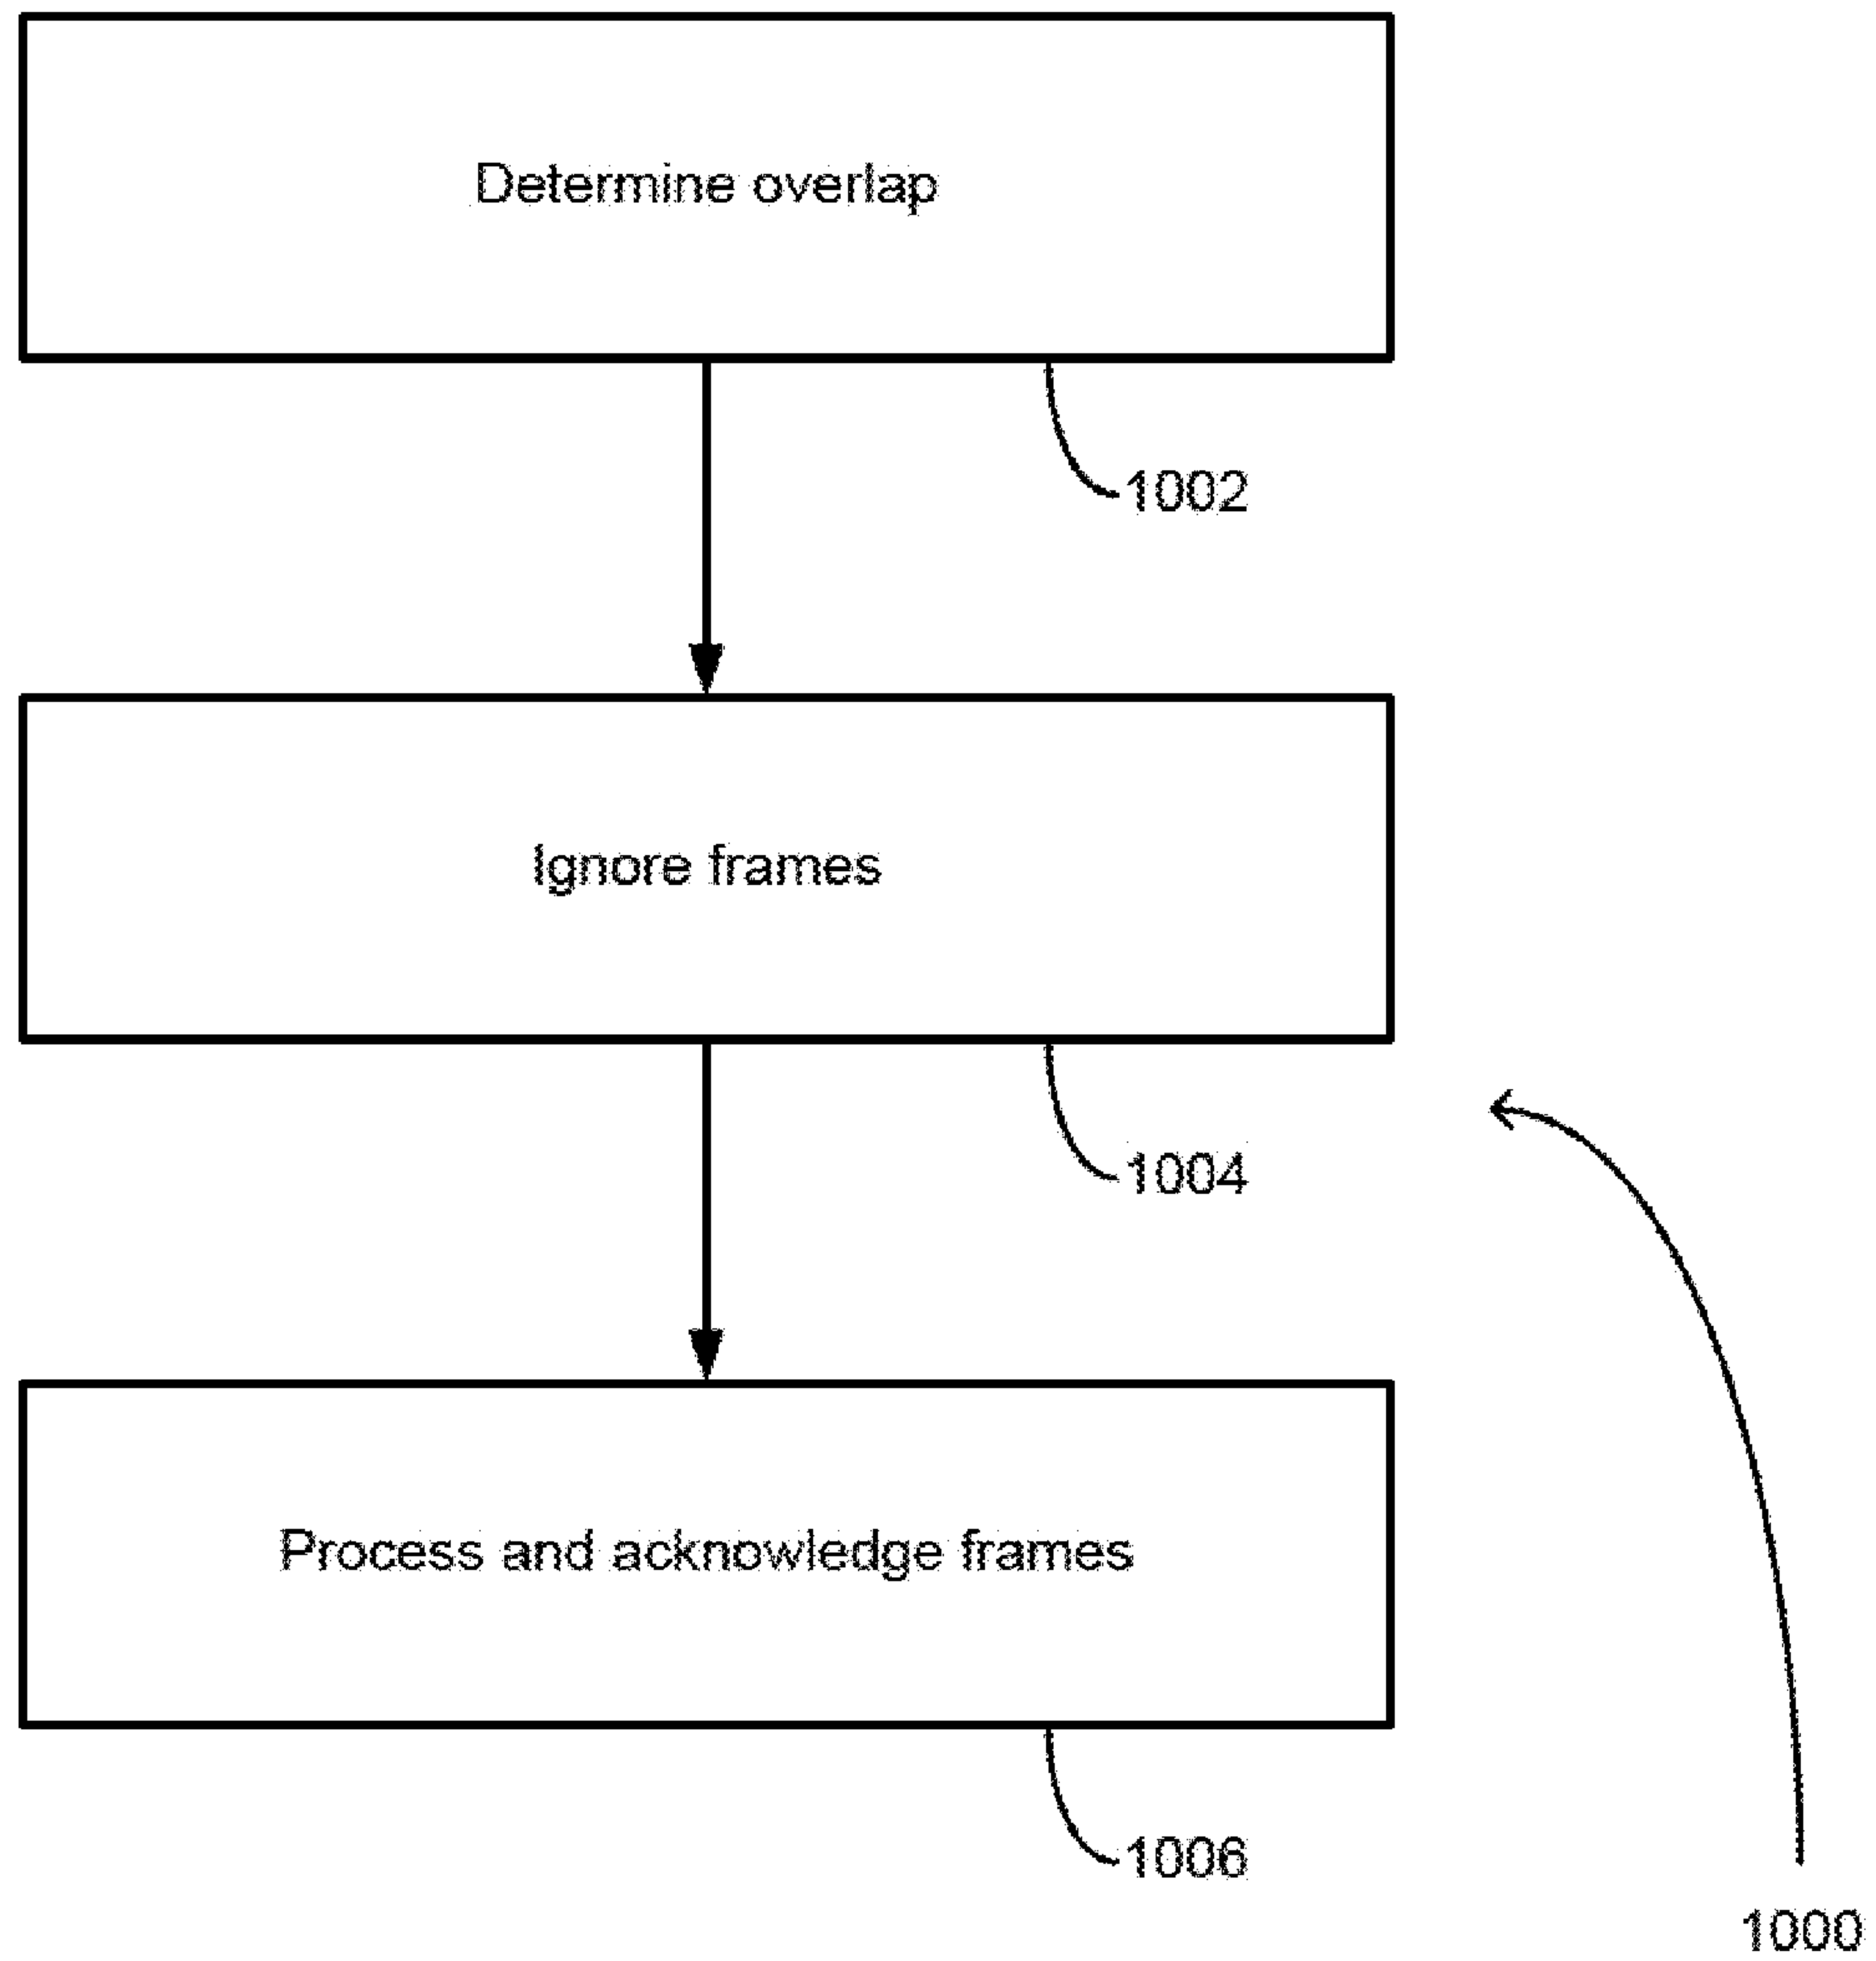 Determine overlap
1002
Ignore frames
1004
Process and acknowledge frames
1006
1000